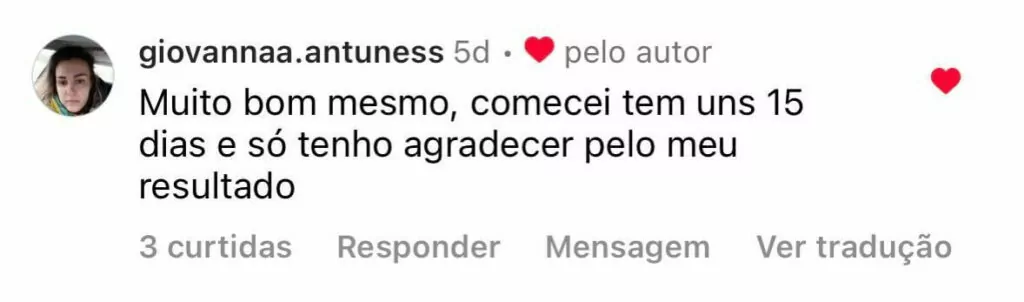 giovannaa.antuness 5d • ❤️ pelo autor
Muito bom mesmo, comecei tem uns 15
dias e só tenho agradecer pelo meu
resultado
3 curtidas Responder Mensagem Ver tradução